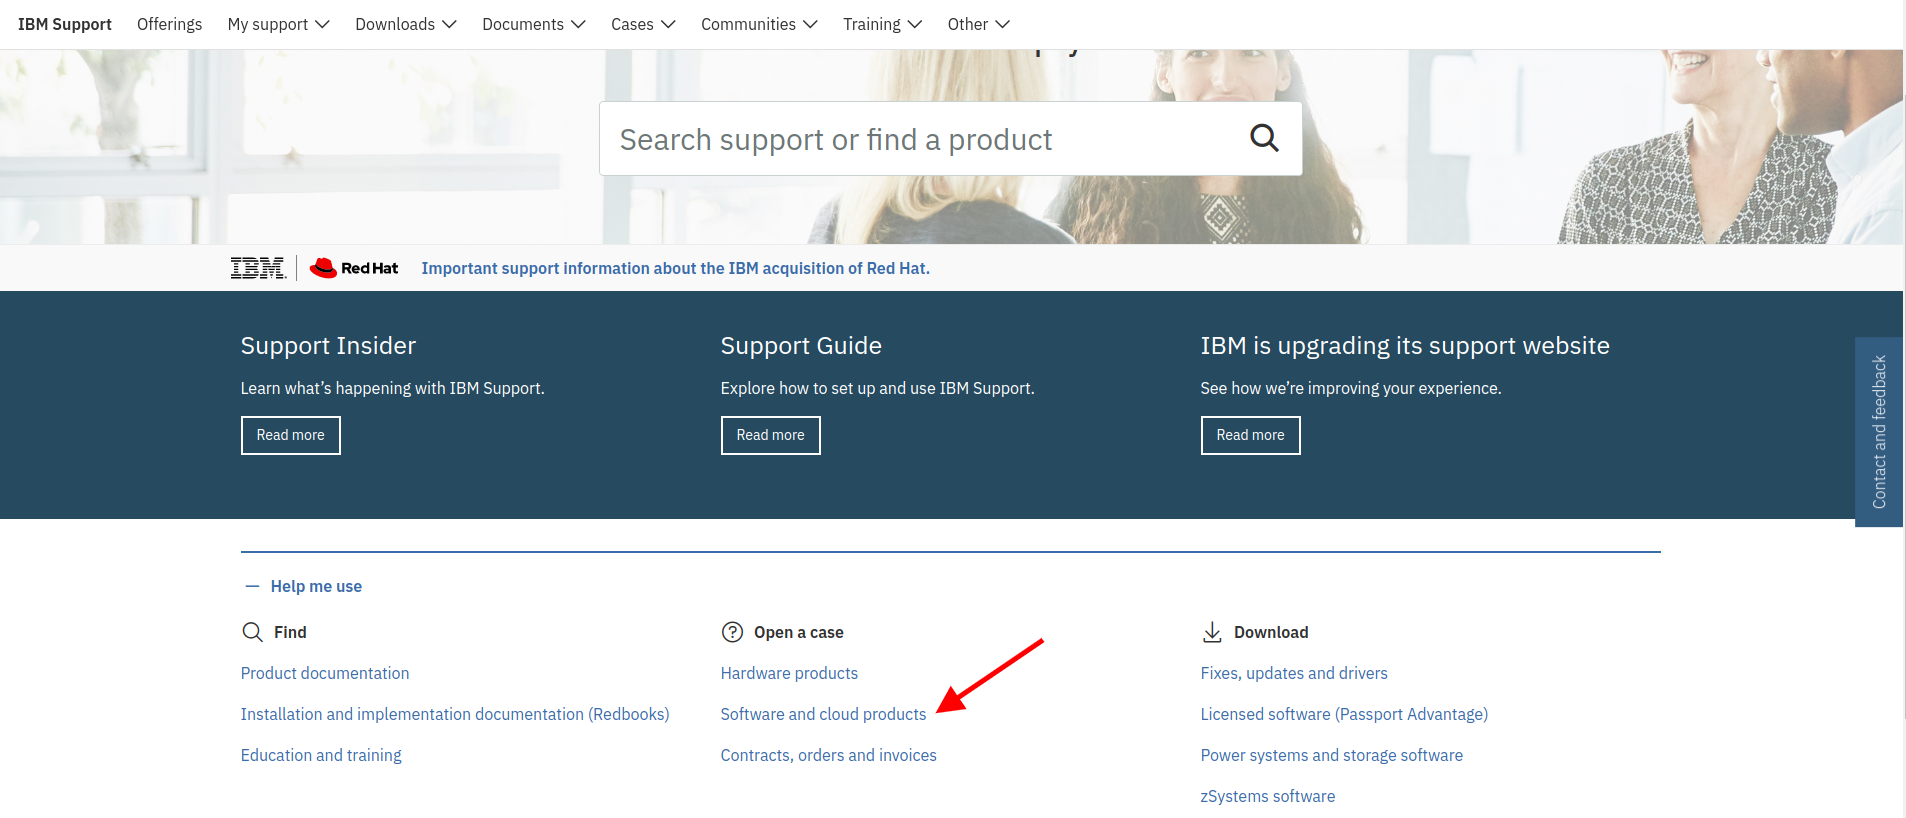 IBM Support Offerings My support Downloads Documents Cases Communities Training Other
Search support or find a product
IBM Red Hat Important support information about the IBM acquisition of Red Hat.
Support Insider
Learn what’s happening with IBM Support.
Read more
Support Guide
Explore how to set up and use IBM Support.
Read more
IBM is upgrading its support website
See how we’re improving your experience.
Read more
Contact and feedback
Help me use
Find
Product documentation
Installation and implementation documentation (Redbooks)
Education and training
Open a case
Hardware products
Software and cloud products
Contracts, orders and invoices
Download
Fixes, updates and drivers
Licensed software (Passport Advantage)
Power systems and storage software
zSystems software